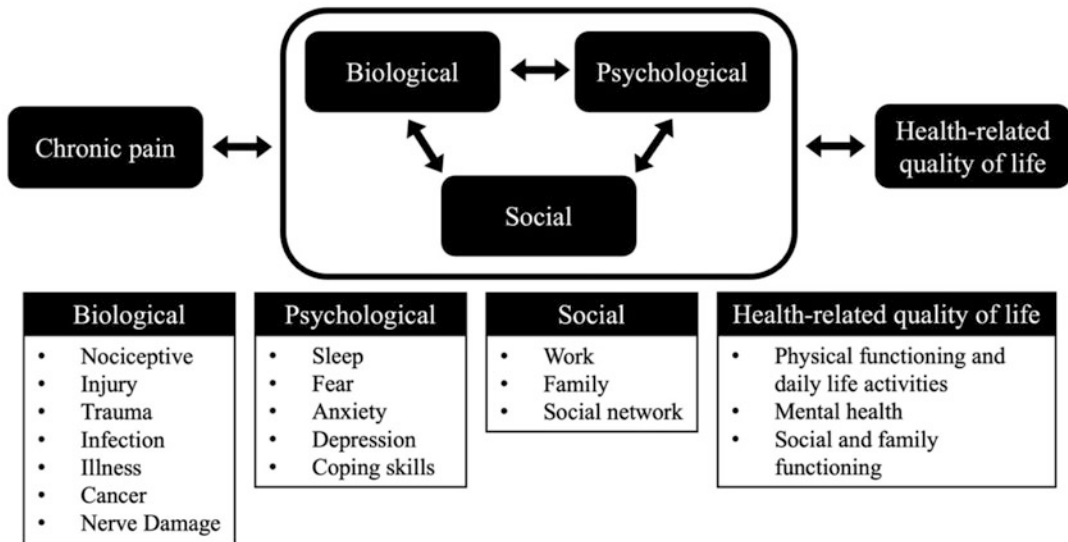 Biological
Psychological
Chronic pain
Social
Health-related
quality of life
Biological
• Nociceptive
• Injury
• Trauma
• Infection
• Illness
• Cancer
• Nerve Damage
Psychological
• Sleep
• Fear
• Anxiety
• Depression
• Coping skills
Social
• Work
• Family
• Social network
Health-related quality of life
• Physical functioning and
daily life activities
• Mental health
• Social and family
functioning